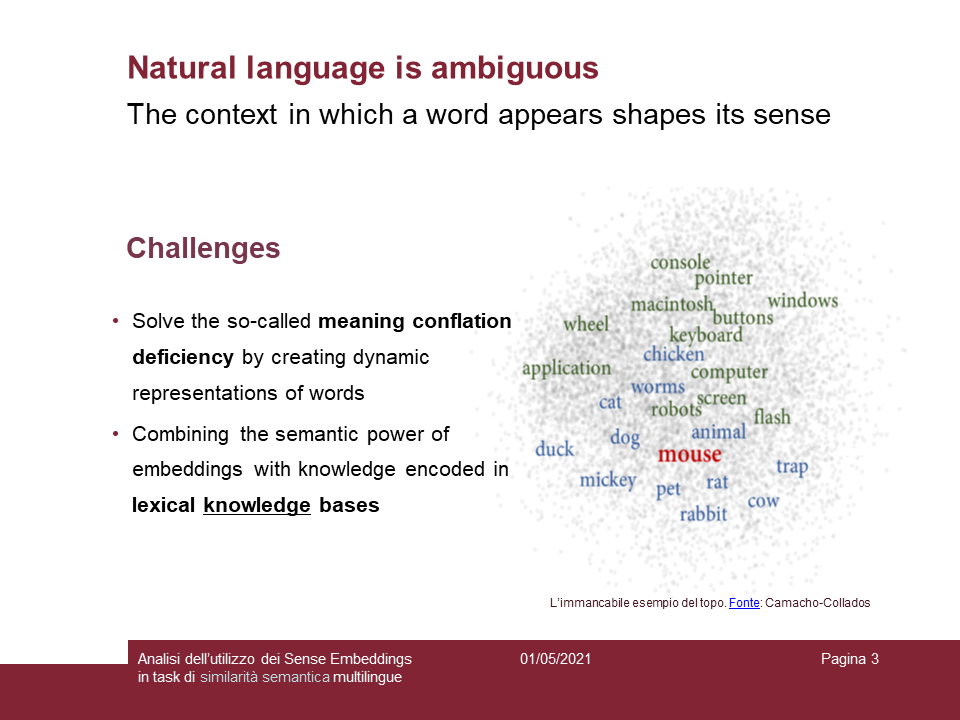 Natural language is ambiguous
The context in which a word appears shapes its sense
Challenges
• Solve the so-called meaning conflation
deficiency by creating dynamic
representations of words
• Combining the semantic power of
embeddings with knowledge encoded in
lexical knowledge bases
console
pointer
macintosh
windows
buttons
wheel
keyboard
chicken
application
computer
worms
cat
screen
robots
flash
dog
animal
duck
mouse
trap
mickey
pet
rat
cow
rabbit
L’immancabile esempio del topo. Fonte: Camacho-Collados
Analisi dell’utilizzo dei Sense Embeddings
in task di similarità semantica multilingue
01/05/2021
Pagina 3